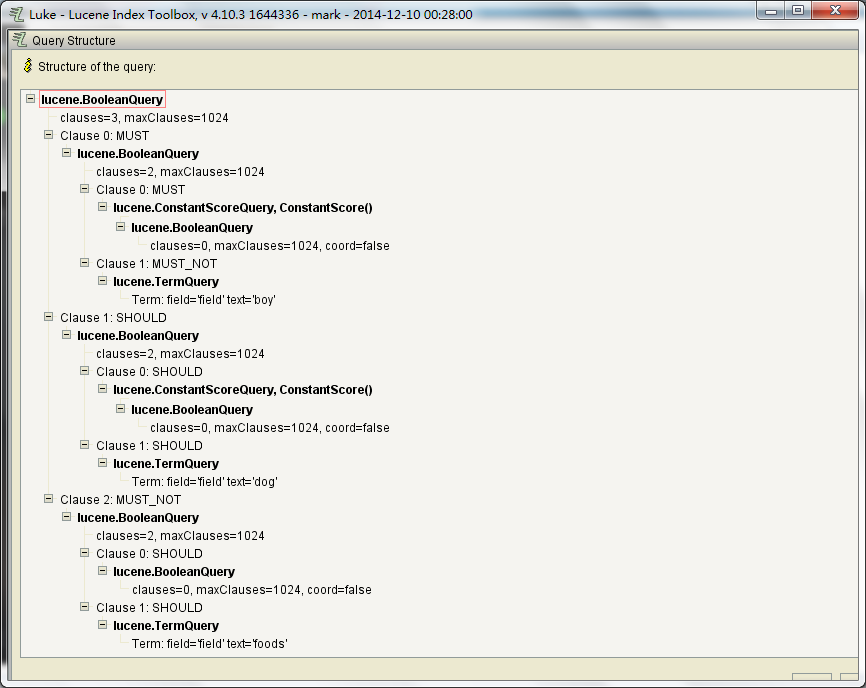 Luke - Lucene Index Toolbox, v 4.10.3 1644336 - mark - 2014-12-10 00:28:00
Query Structure
Structure of the query:
lucene.BooleanQuery
clauses=3, maxClauses=1024
Clause 0: MUST
lucene.BooleanQuery
clauses=2, maxClauses=1024
Clause 0: MUST
lucene.ConstantScoreQuery, ConstantScore()
lucene.BooleanQuery
clauses=0, maxClauses=1024, coord=false
Clause 1: MUST_NOT
lucene.TermQuery
Term: field='field' text='boy'
Clause 1: SHOULD
lucene.BooleanQuery
clauses=2, maxClauses=1024
Clause 0: SHOULD
lucene.ConstantScoreQuery, ConstantScore()
lucene.BooleanQuery
clauses=0, maxClauses=1024, coord=false
Clause 1: SHOULD
lucene.TermQuery
Term: field='field' text='dog'
Clause 2: MUST_NOT
lucene.BooleanQuery
clauses=2, maxClauses=1024
Clause 0: SHOULD
lucene.BooleanQuery
clauses=0, maxClauses=1024, coord=false
Clause 1: SHOULD
lucene.TermQuery
Term: field='field' text='foods'